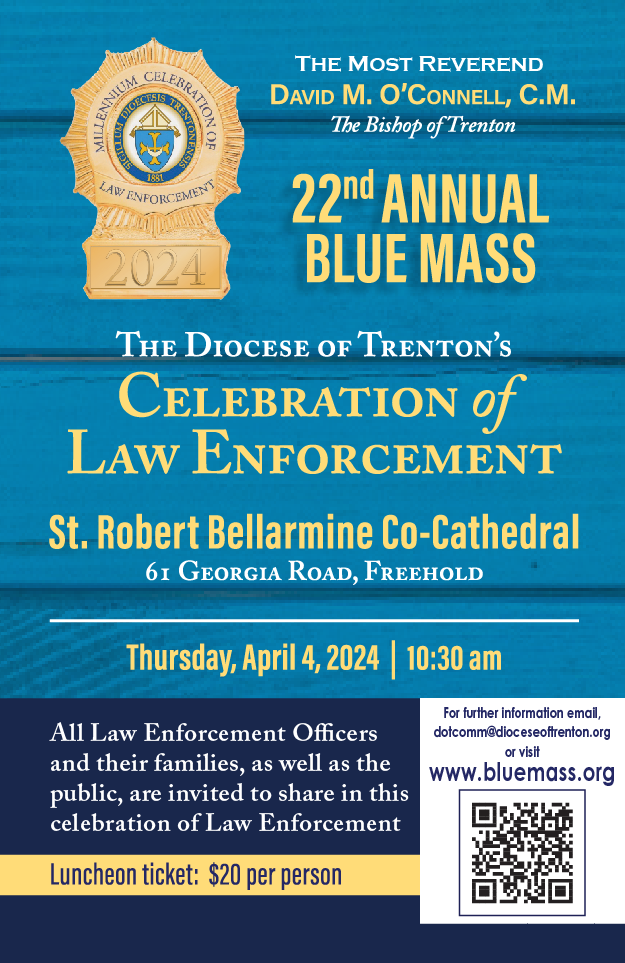 MILLENNIUM CELEBRATION OF
SIGILLUM DIOECESIS TRENTONENSIS
1881
LAW ENFORCEMENT
2024
The Most Reverend
David M. O'Connell, C.M.
The Bishop of Trenton
22nd ANNUAL
BLUE MASS
The Diocese of Trenton's
Celebration of
Law Enforcement
St. Robert Bellarmine Co-Cathedral
61 Georgia Road, Freehold
Thursday, April 4, 2024 | 10:30 am
All Law Enforcement Officers
and their families, as well as the
public, are invited to share in this
celebration of Law Enforcement
Luncheon ticket: $20 per person
For further information email,
dotcomm@dioceseoftrenton.org
or visit
www.bluemass.org